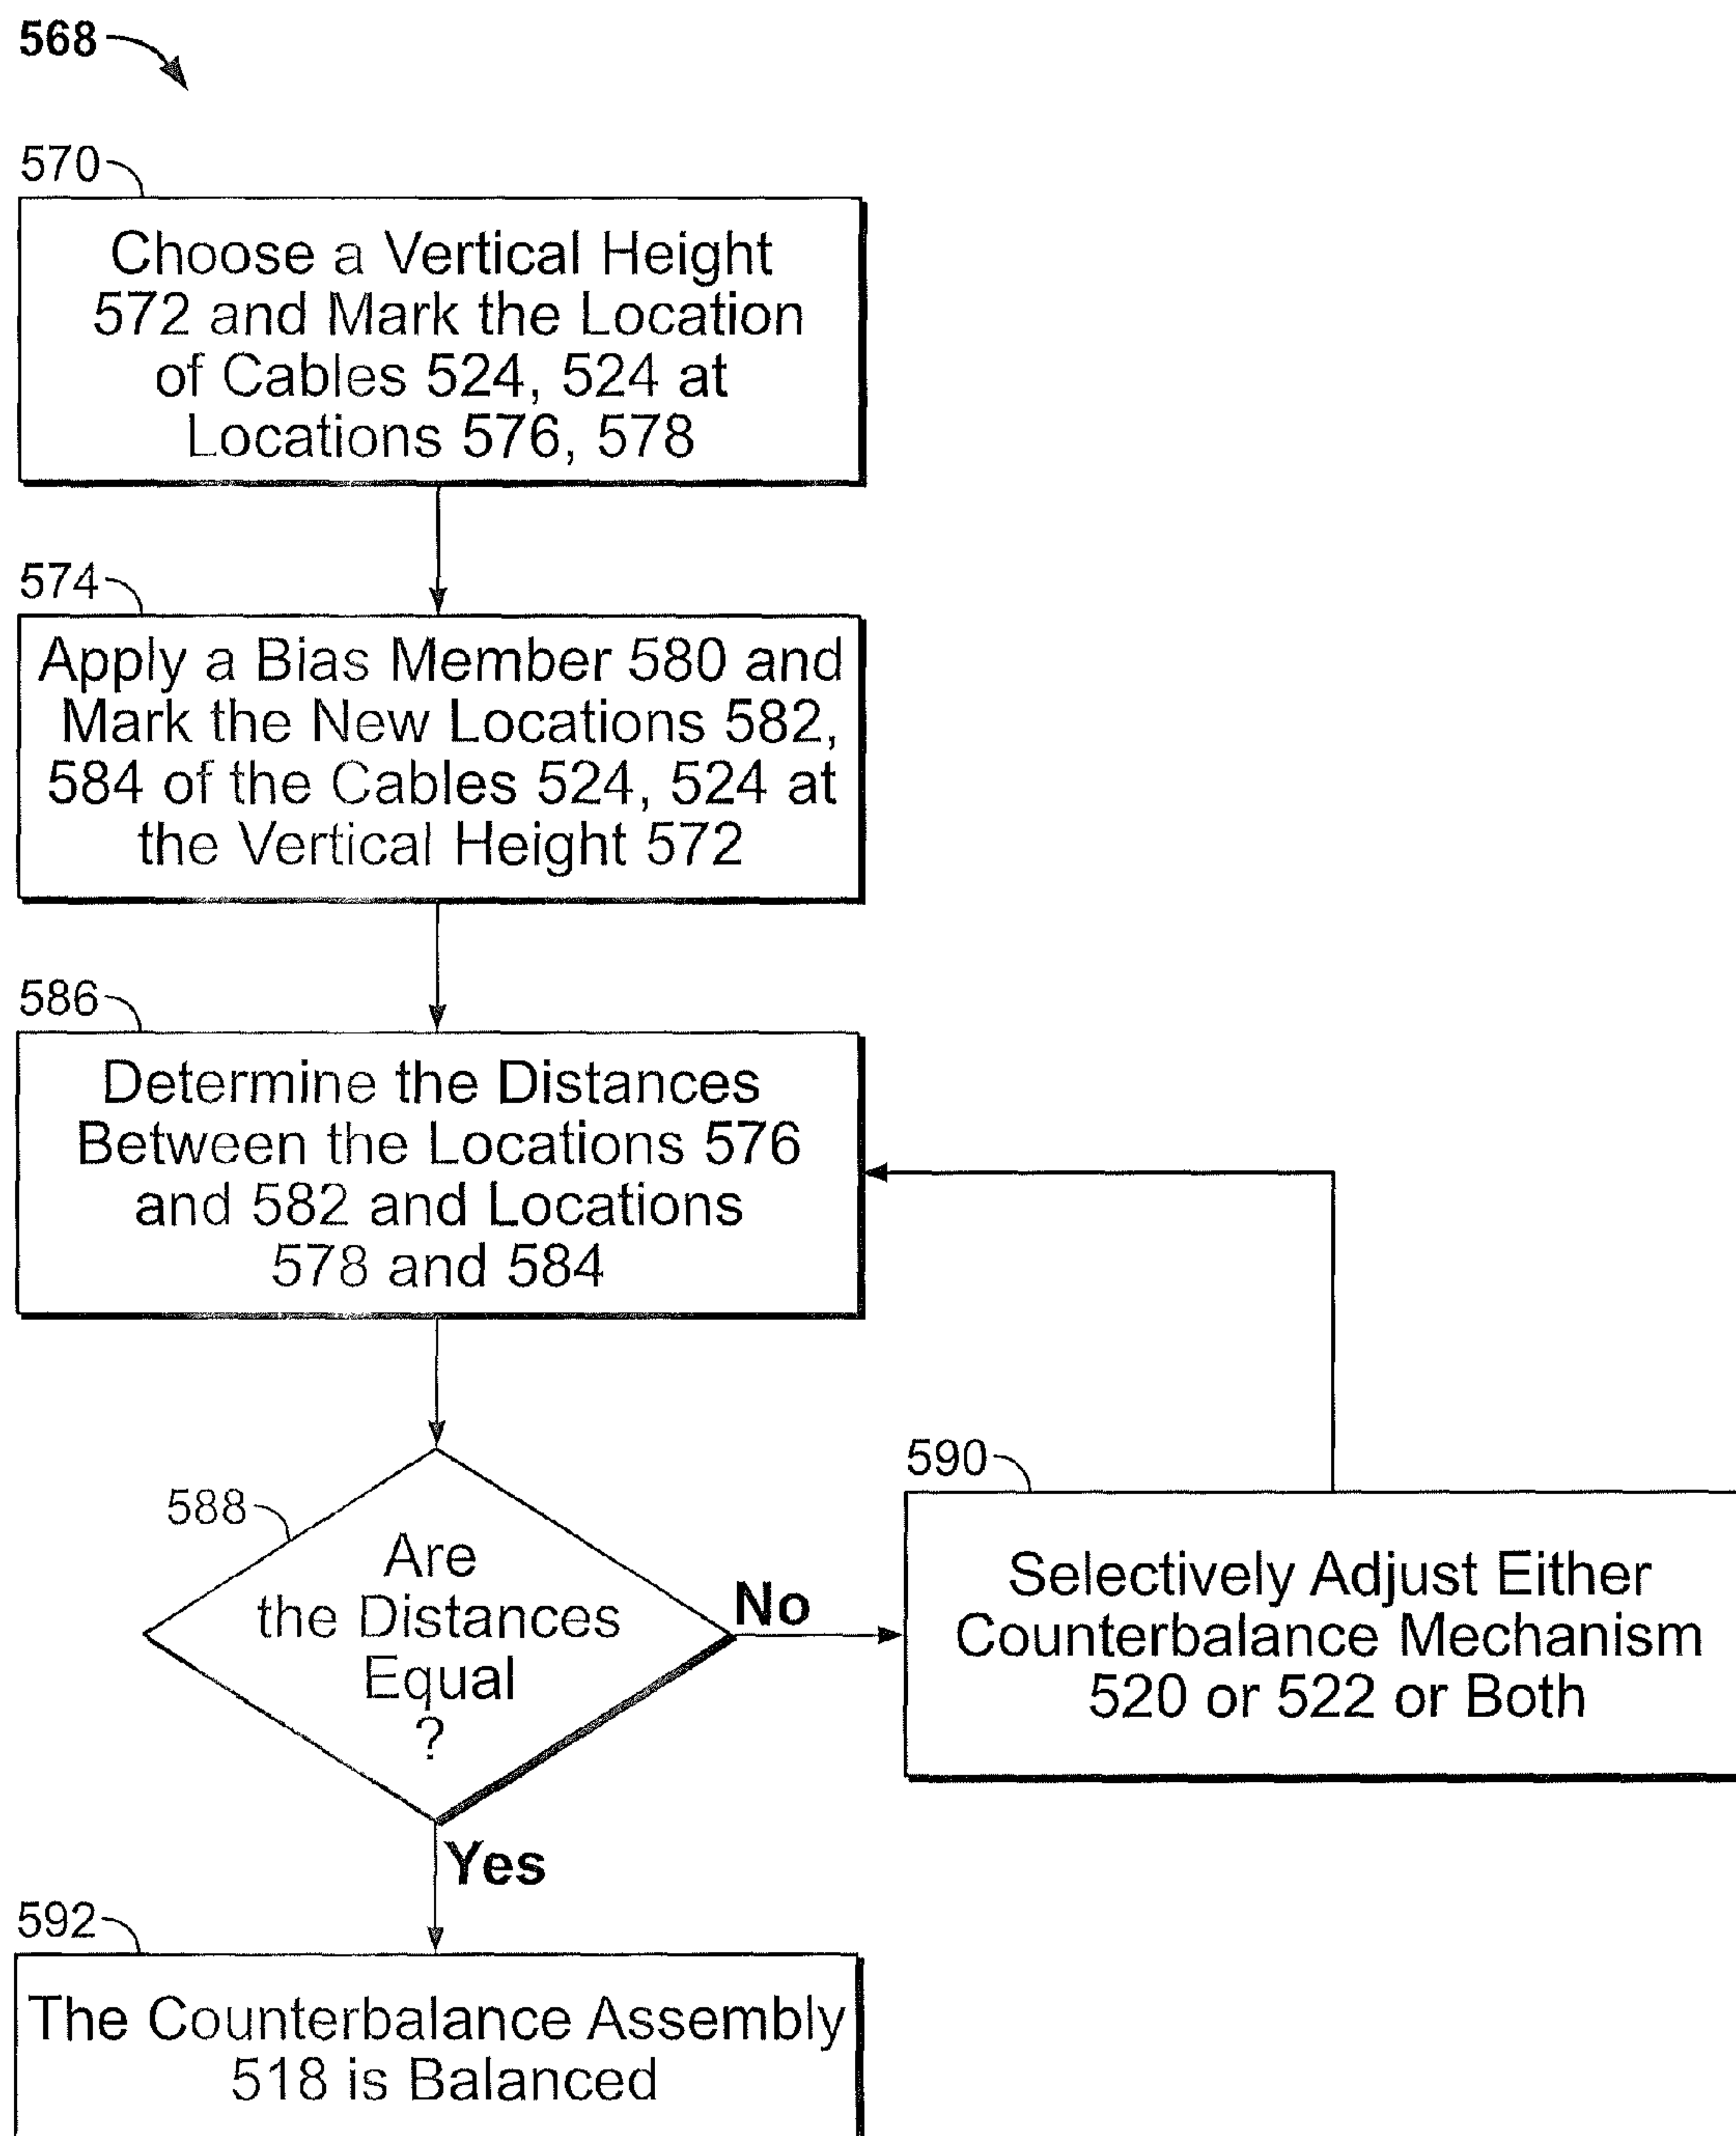 568
570
Choose a Vertical Height
572 and Mark the Location
of Cables 524, 524 at
Locations 576, 578
574
Apply a Bias Member 580 and
Mark the New Locations 582,
584 of the Cables 524, 524 at
the Vertical Height 572
586
Determine the Distances
Between the Locations 576
and 582 and Locations
578 and 584
588
Are
the Distances
Equal
?
No
590
Selectively Adjust Either
Counterbalance Mechanism
520 or 522 or Both
Yes
592
The Counterbalance Assembly
518 is Balanced